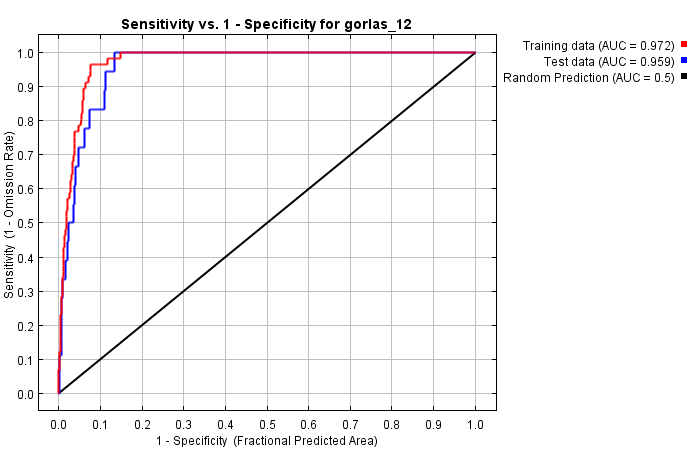 Sensitivity vs. 1 - Specificity for gorlas_12
Training data (AUC = 0.972)
Test data (AUC = 0.959)
Random Prediction (AUC = 0.5)
Sensitivity (1 - Omission Rate)
1.0
0.9
0.8
0.7
0.6
0.5
0.4
0.3
0.2
0.1
0.0
0.0 0.1 0.2 0.3 0.4 0.5 0.6 0.7 0.8 0.9 1.0
1 - Specificity (Fractional Predicted Area)